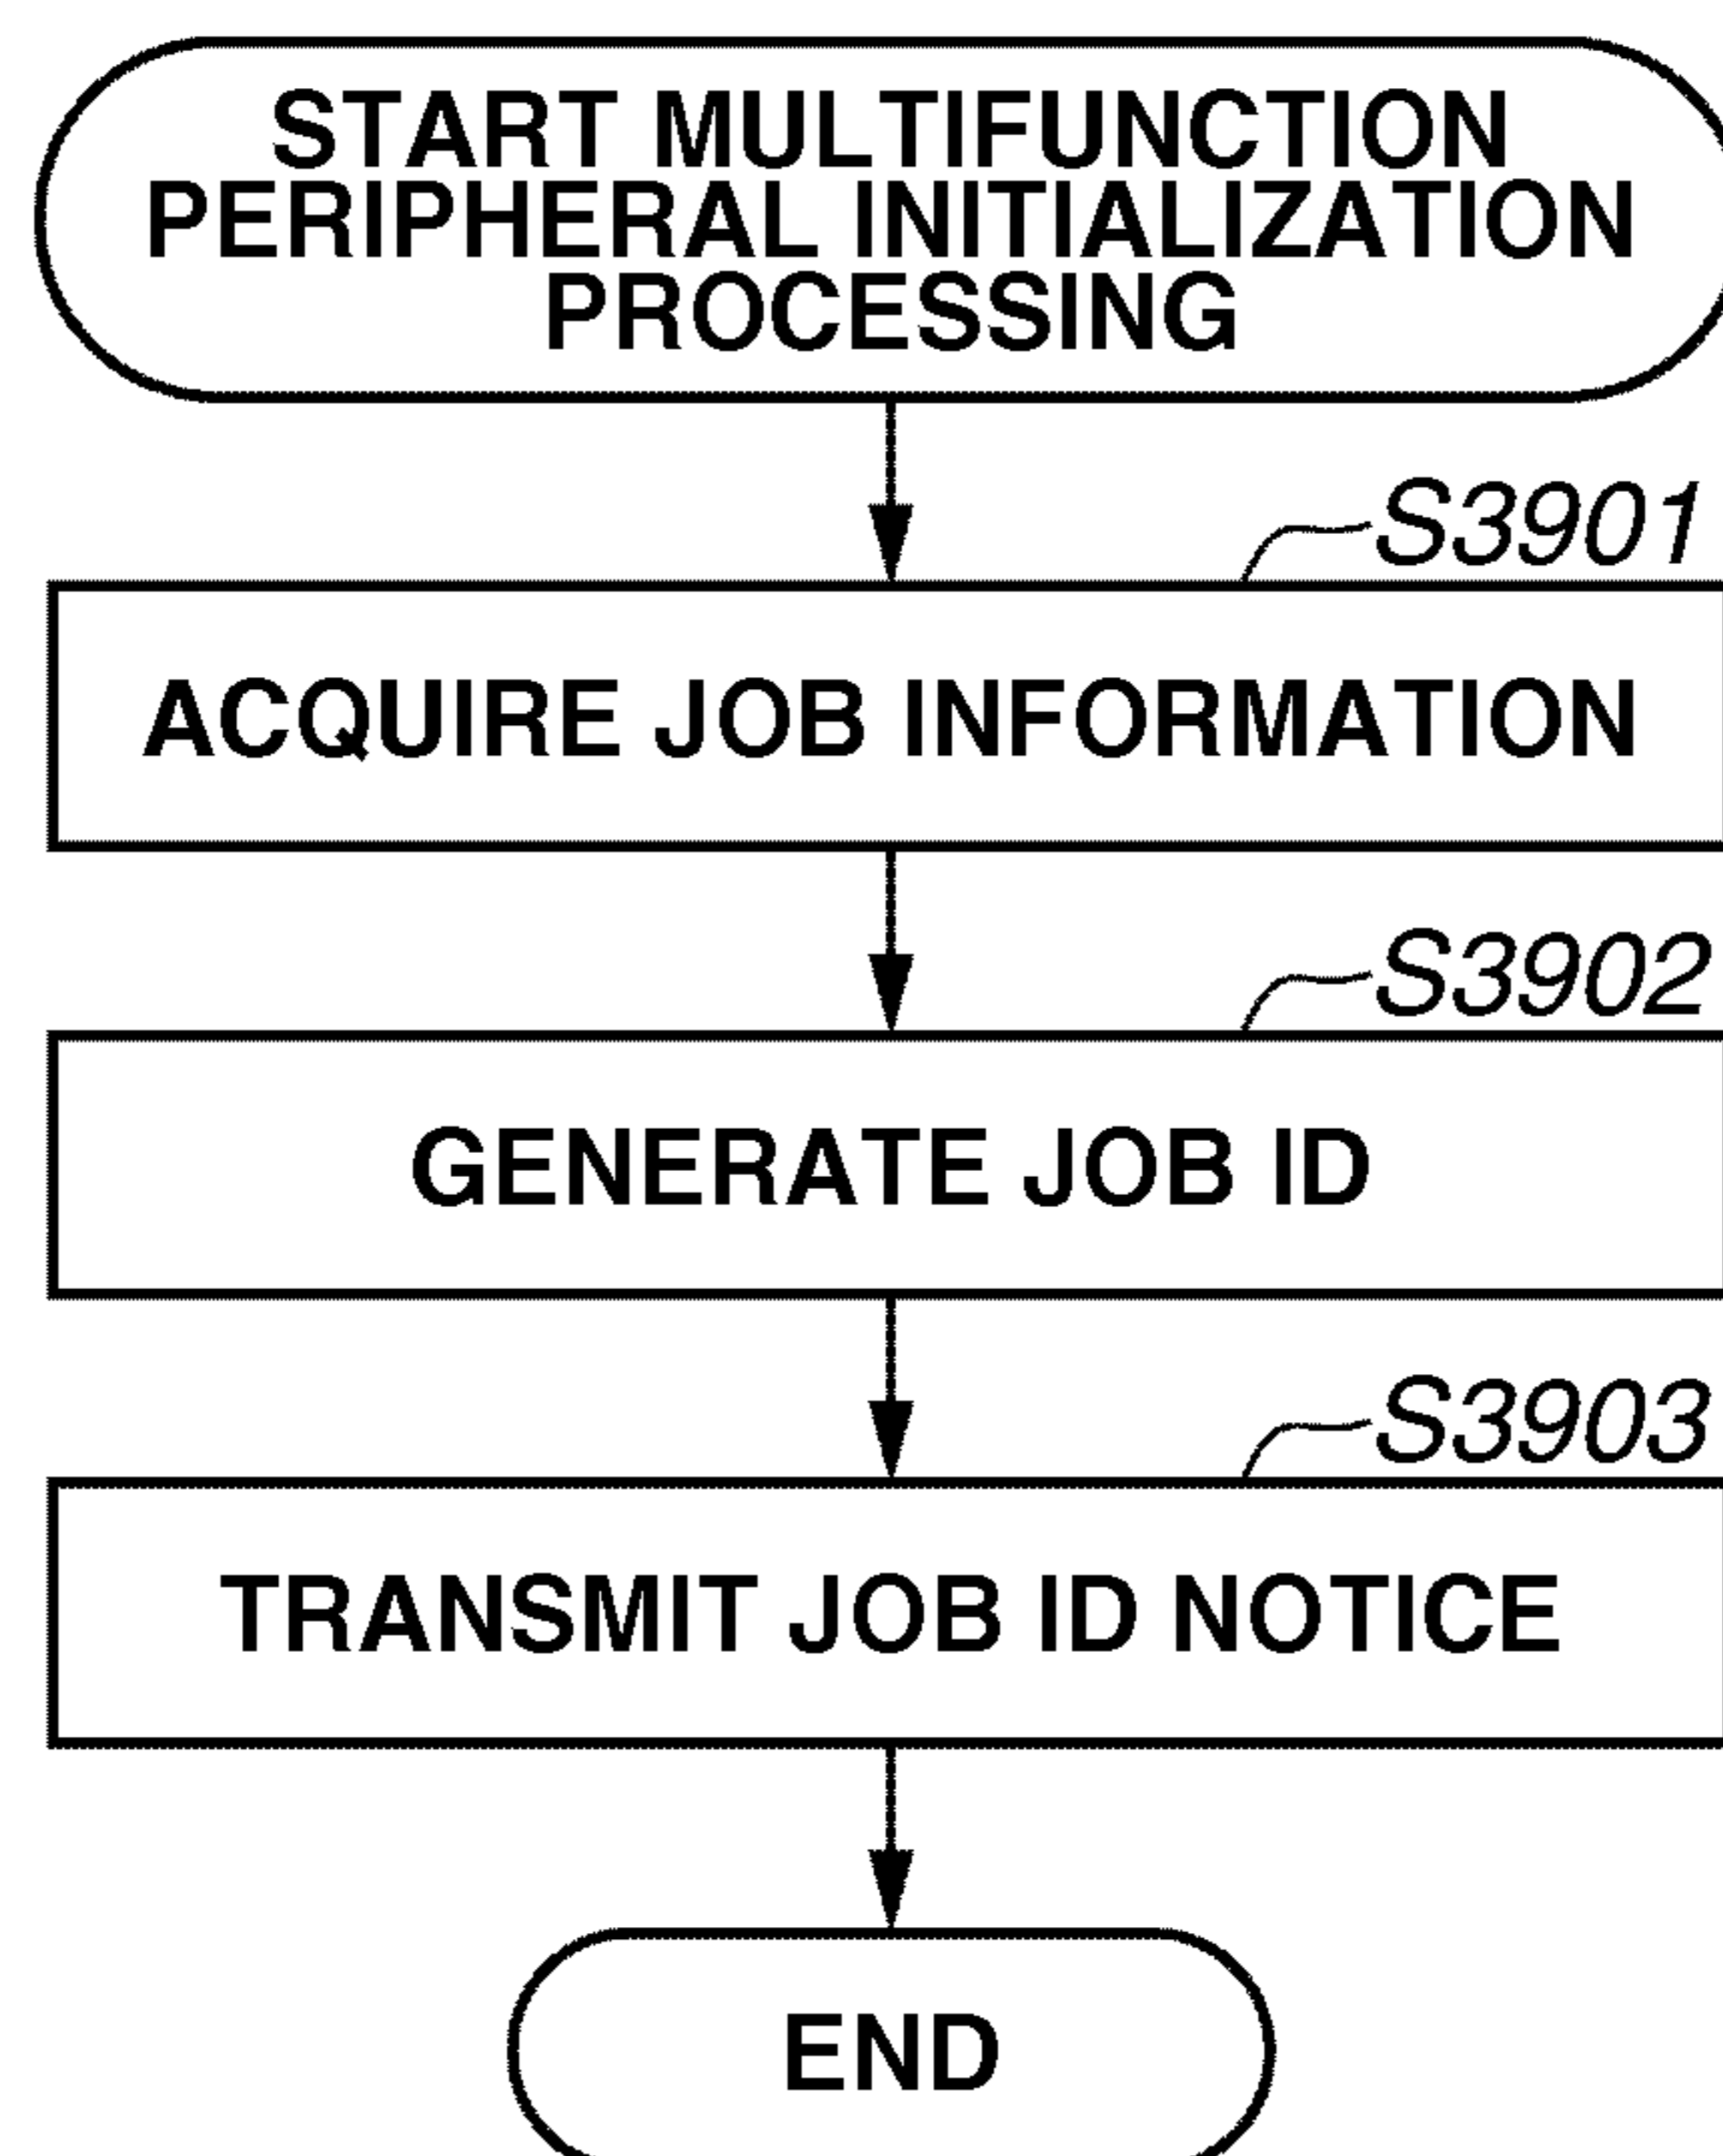 START MULTIFUNCTION
PERIPHERAL INITIALIZATION
PROCESSING
S3901
ACQUIRE JOB INFORMATION
S3902
GENERATE JOB ID
S3903
TRANSMIT JOB ID NOTICE
END